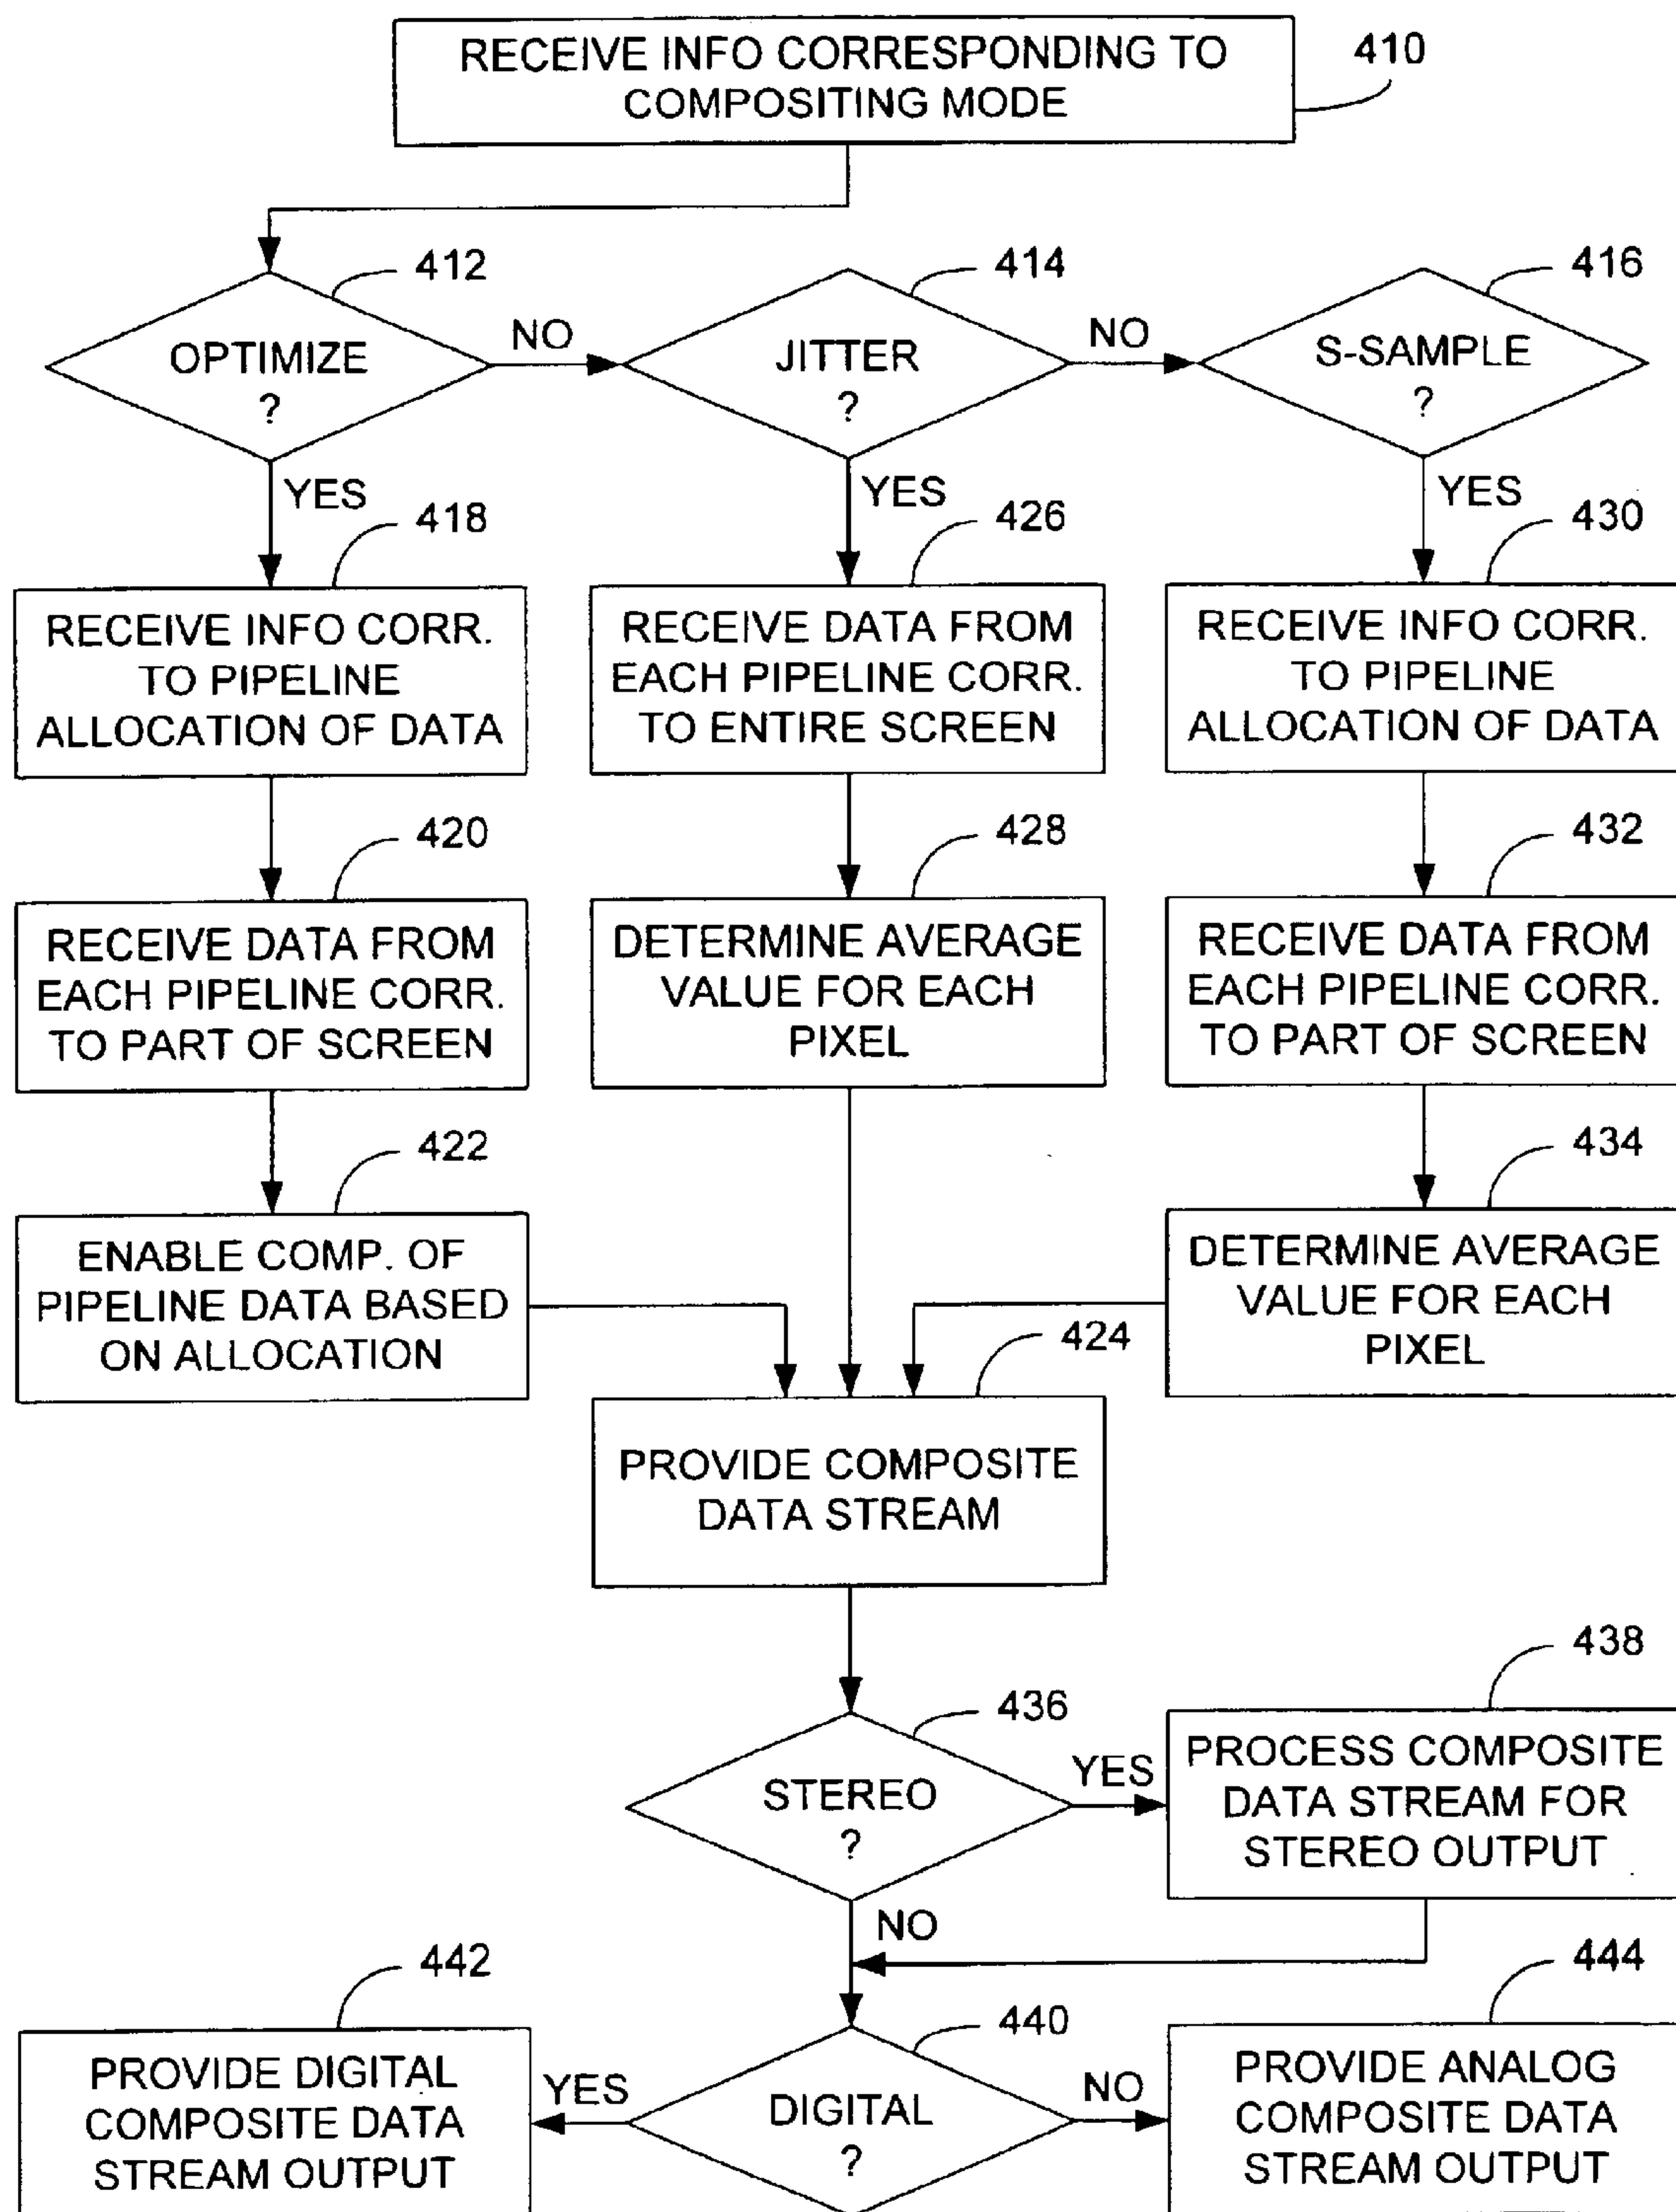 RECEIVE INFO CORRESPONDING TO
COMPOSITING MODE
410
412
414
416
OPTIMIZE
?
NO
JITTER
?
NO
S-SAMPLE
?
YES
YES
YES
418
426
430
RECEIVE INFO CORR.
TO PIPELINE
ALLOCATION OF DATA
RECEIVE DATA FROM
EACH PIPELINE CORR.
TO ENTIRE SCREEN
RECEIVE INFO CORR.
TO PIPELINE
ALLOCATION OF DATA
420
428
432
RECEIVE DATA FROM
EACH PIPELINE CORR.
TO PART OF SCREEN
DETERMINE AVERAGE
VALUE FOR EACH
PIXEL
RECEIVE DATA FROM
EACH PIPELINE CORR.
TO PART OF SCREEN
422
434
ENABLE COMP. OF
PIPELINE DATA BASED
ON ALLOCATION
DETERMINE AVERAGE
VALUE FOR EACH
PIXEL
424
PROVIDE COMPOSITE
DATA STREAM
436
438
STEREO
?
YES
PROCESS COMPOSITE
DATA STREAM FOR
STEREO OUTPUT
NO
442
440
444
PROVIDE DIGITAL
COMPOSITE DATA
STREAM OUTPUT
YES
DIGITAL
?
NO
PROVIDE ANALOG
COMPOSITE DATA
STREAM OUTPUT